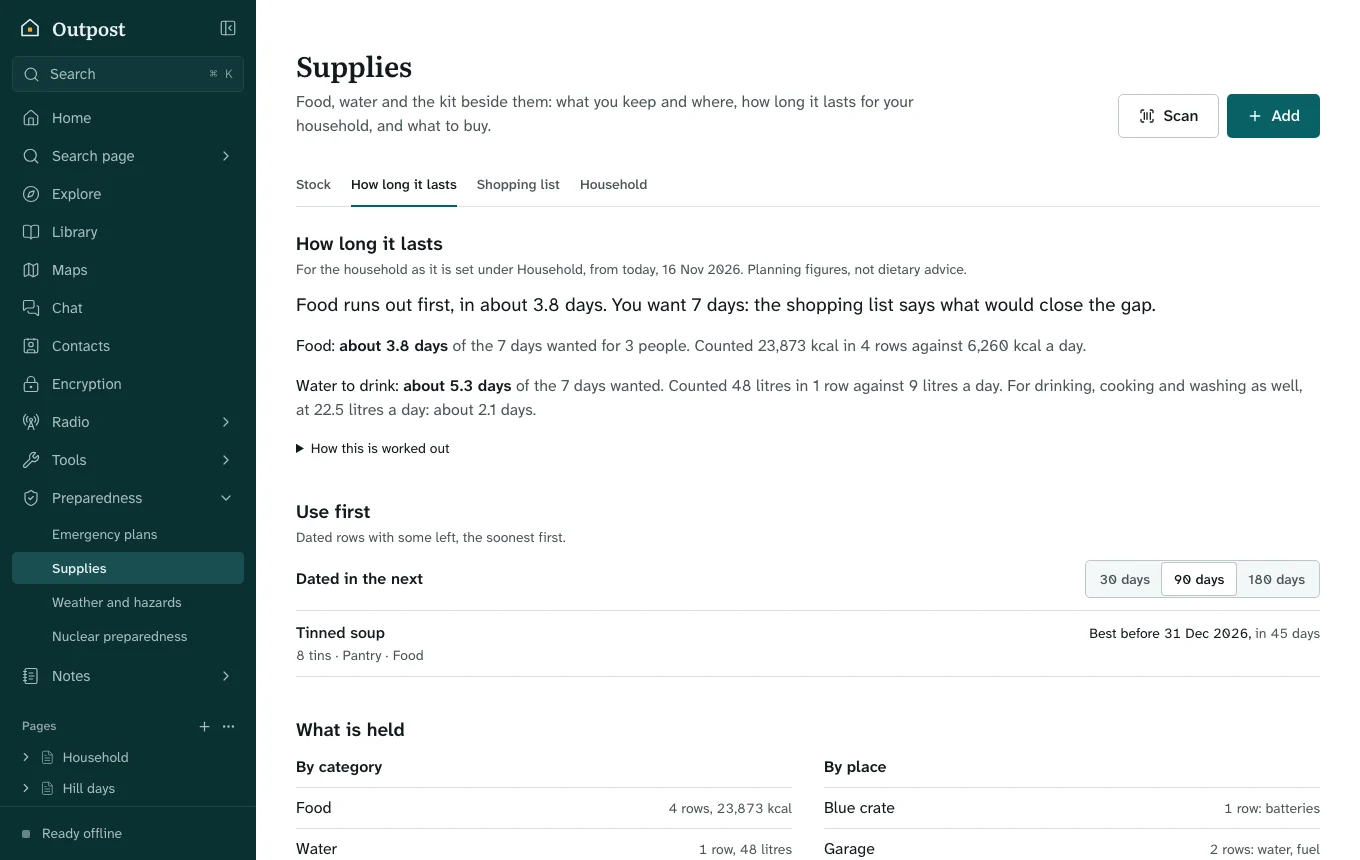 Outpost
Search ⌘ K
Home
Search page
Explore
Library
Maps
Chat
Contacts
Encryption
Radio
Tools
Preparedness
Emergency plans
Supplies
Weather and hazards
Nuclear preparedness
Notes
Pages
Household
Hill days
Ready offline
Supplies
Food, water and the kit beside them: what you keep and where, how long it lasts for your
household, and what to buy.
Scan
Add
Stock How long it lasts Shopping list Household
How long it lasts
For the household as it is set under Household, from today, 16 Nov 2026. Planning figures, not dietary advice.
Food runs out first, in about 3.8 days. You want 7 days: the shopping list says what would close the gap.
Food: about 3.8 days of the 7 days wanted for 3 people. Counted 23,873 kcal in 4 rows against 6,260 kcal a day.
Water to drink: about 5.3 days of the 7 days wanted. Counted 48 litres in 1 row against 9 litres a day. For drinking, cooking and washing as well,
at 22.5 litres a day: about 2.1 days.
How this is worked out
Use first
Dated rows with some left, the soonest first.
Dated in the next 30 days 90 days 180 days
Tinned soup Best before 31 Dec 2026, in 45 days
8 tins · Pantry · Food
What is held
By category
Food 4 rows, 23,873 kcal
Water 1 row, 48 litres
By place
Blue crate 1 row: batteries
Garage 2 rows: water, fuel